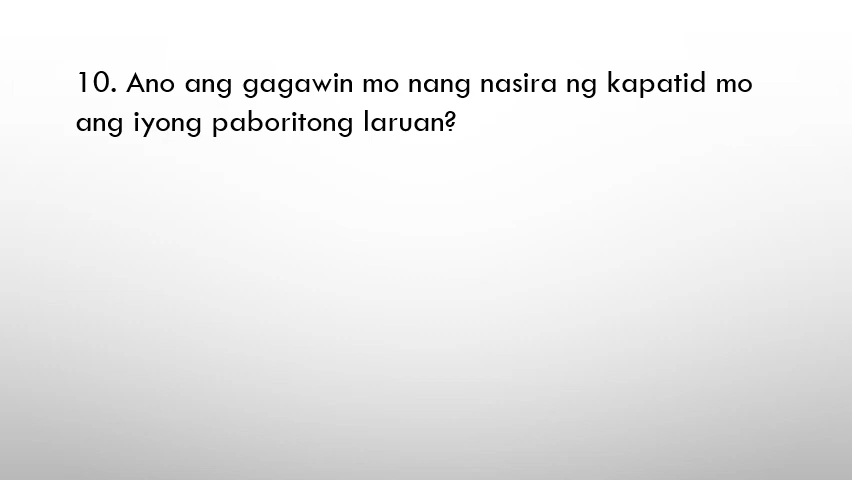 10. Ano ang gagawin mo nang nasira ng kapatid mo
ang iyong paboritong laruan?